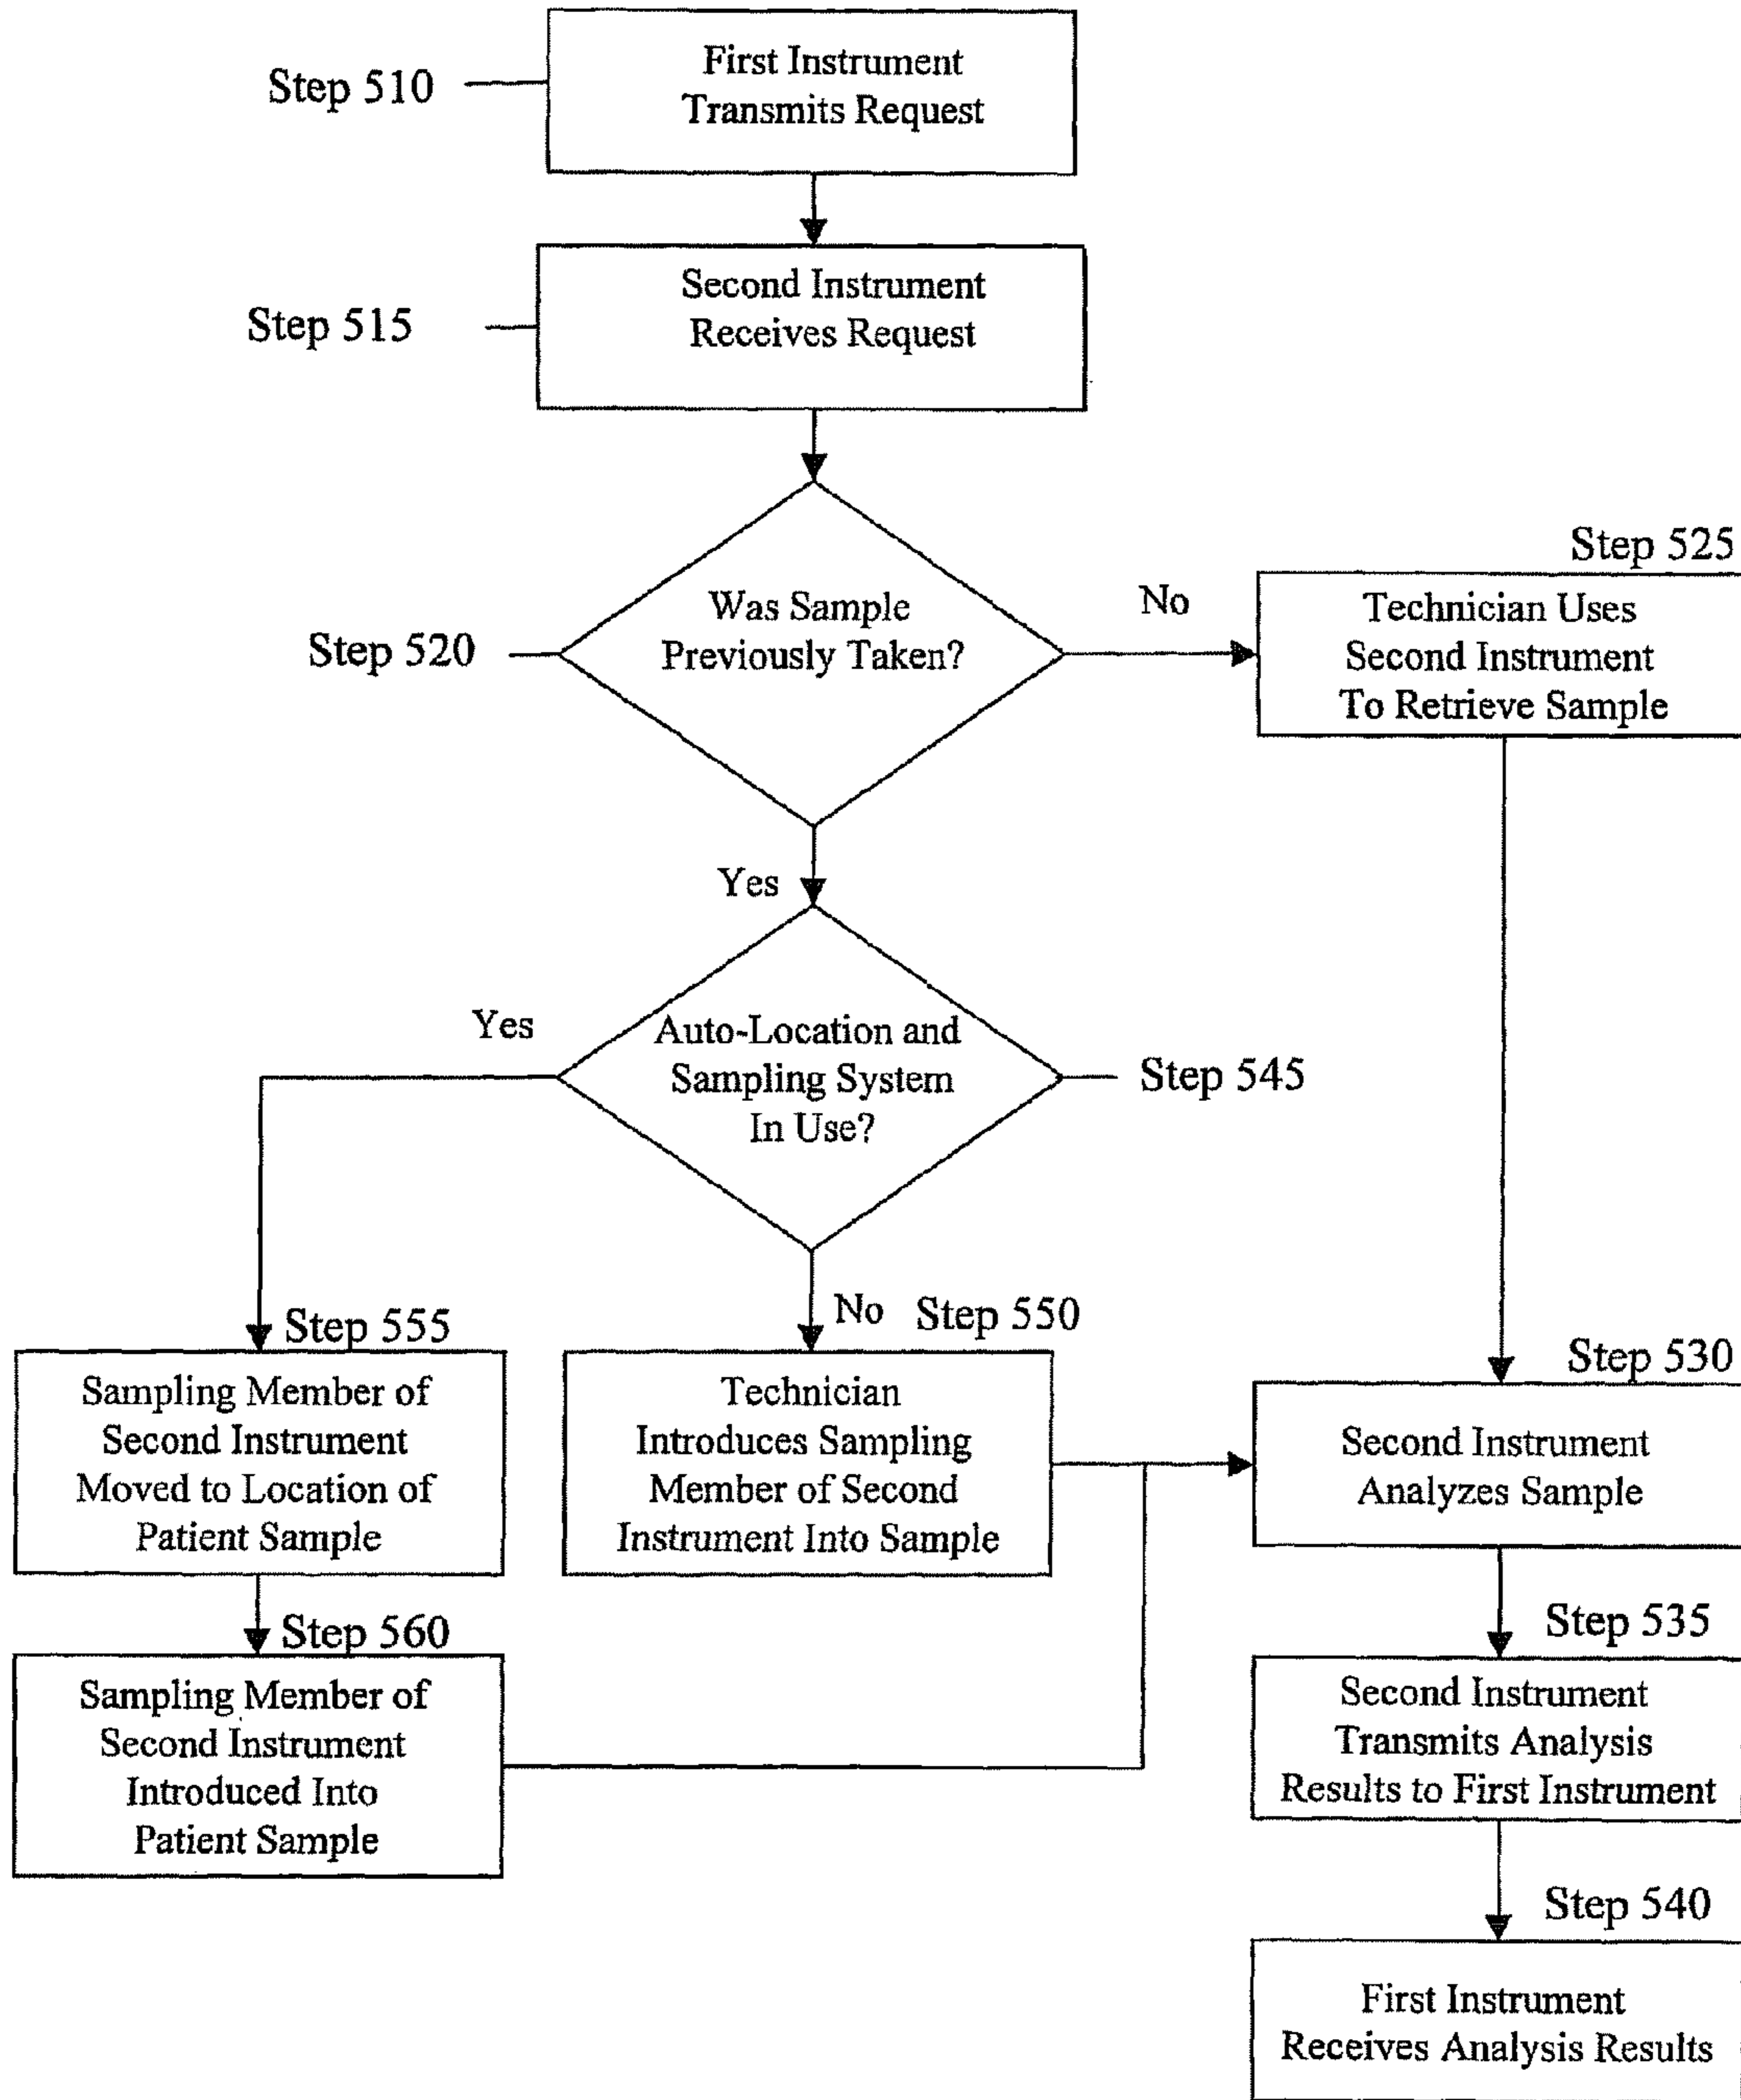 Step 510
First Instrument
Transmits Request
Step 515
Second Instrument
Receives Request
Step 520
Was Sample
Previously Taken?
No
Step 525
Technician Uses
Second Instrument
To Retrieve Sample
Yes
Auto-Location and
Sampling System
In Use?
Yes
Step 545
No
Step 555
Sampling Member of
Second Instrument
Moved to Location of
Patient Sample
Step 550
Technician
Introduces Sampling
Member of Second
Instrument Into Sample
Step 530
Second Instrument
Analyzes Sample
Step 560
Sampling Member of
Second Instrument
Introduced Into
Patient Sample
Step 535
Second Instrument
Transmits Analysis
Results to First Instrument
Step 540
First Instrument
Receives Analysis Results